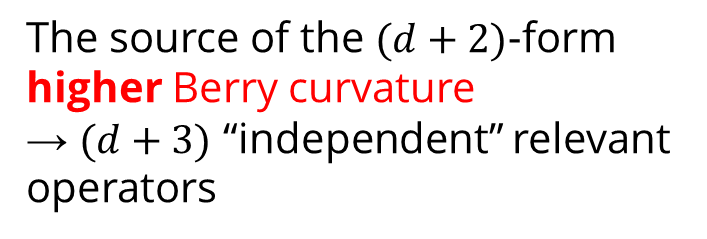 The source of the (𝑑 + 2)-form
higher Berry curvature
→ (𝑑 + 3) “independent” relevant
operators